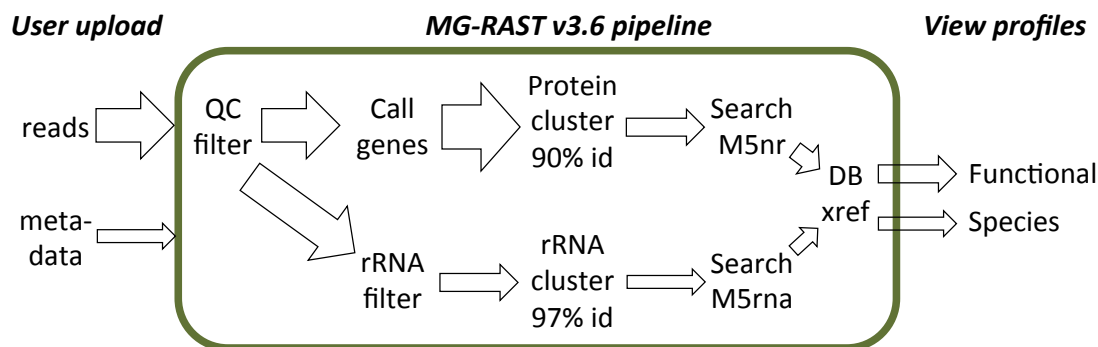 User upload
MG-RAST v3.6 pipeline
View profiles
reads
meta-
data
QC
filter
Call
genes
Protein
cluster
90% id
Search
M5nr
rRNA
filter
rRNA
cluster
97% id
Search
M5rna
DB
xref
Functional
Species